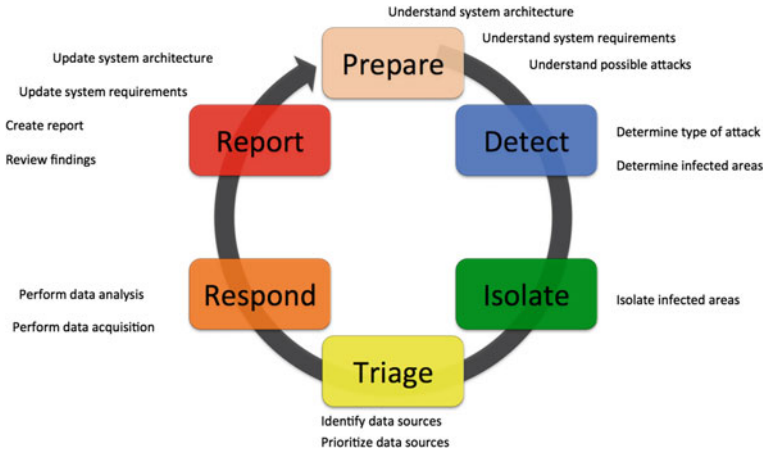 Understand system architecture
Understand system requirements
Understand possible attacks
Prepare
Detect
Determine type of attack
Determine infected areas
Isolate
Isolate infected areas
Triage
Identify data sources
Prioritize data sources
Respond
Perform data analysis
Perform data acquisition
Report
Update system architecture
Update system requirements
Create report
Review findings